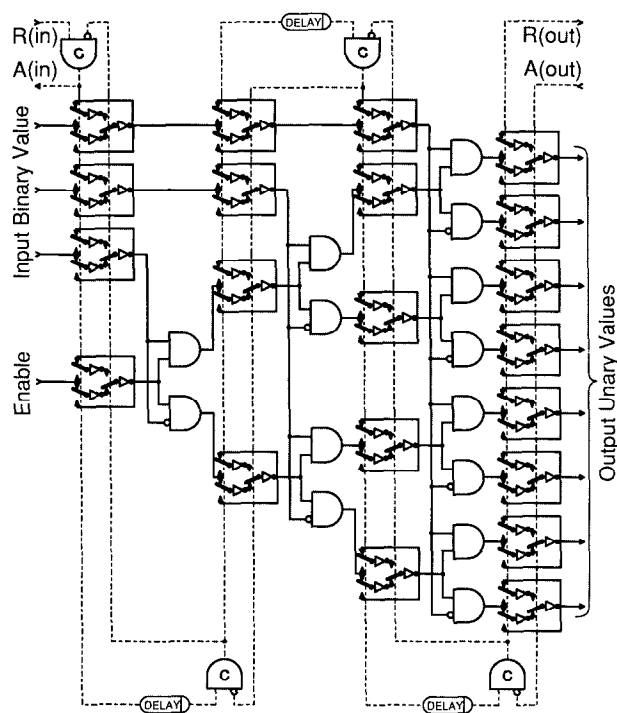 R(in)
A(in)
C
DELAY
C
R(out)
A(out)
Input Binary Value
Enable
Output Unary Values
C
DELAY
C
DELAY